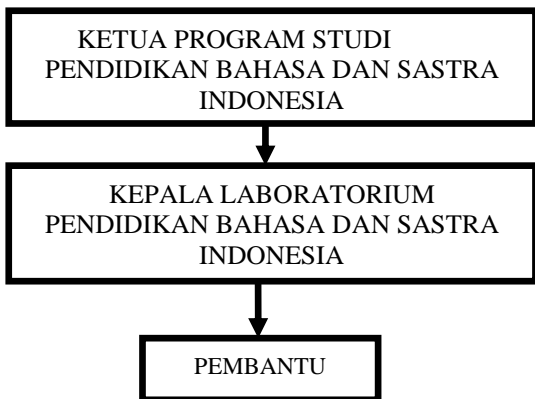 KETUA PROGRAM STUDI
PENDIDIKAN BAHASA DAN SASTRA
INDONESIA
KEPALA LABORATORIUM
PENDIDIKAN BAHASA DAN SASTRA
INDONESIA
PEMBANTU